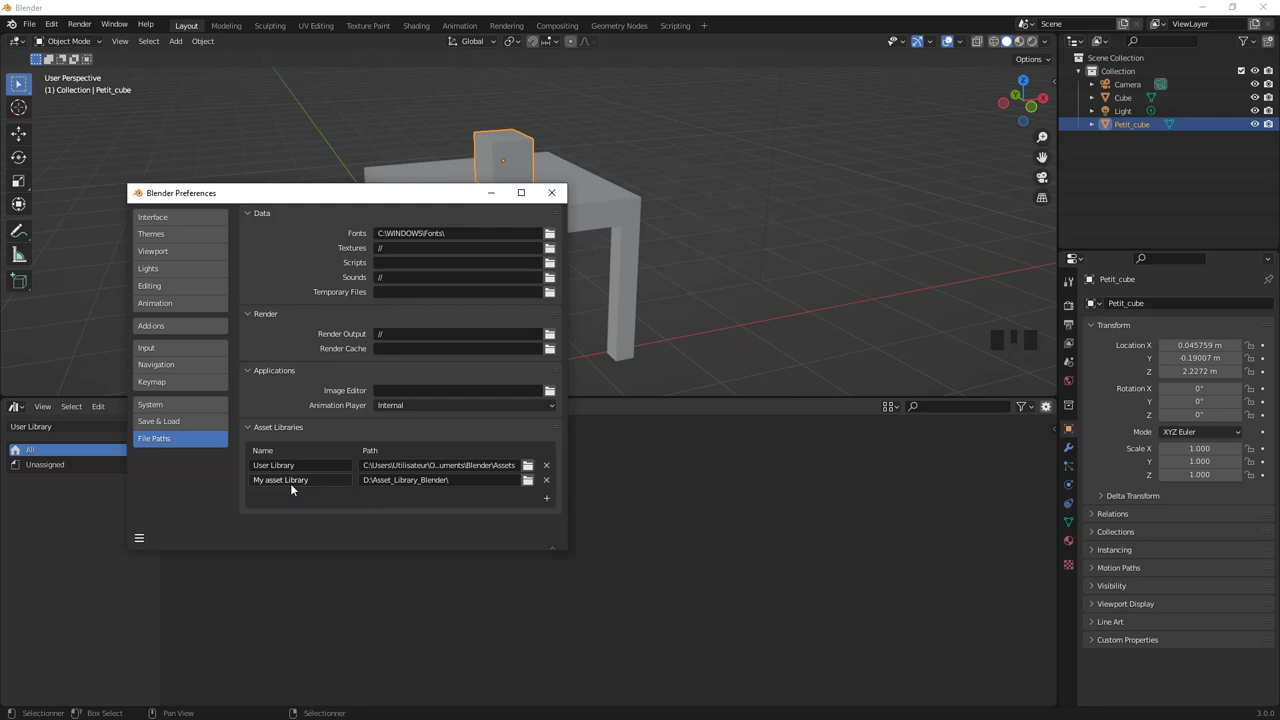 Blender
File Edit Render Window Help Layout Modeling Sculpting UV Editing Texture Paint Shading Animation Rendering Compositing Geometry Nodes Scripting + Scene ViewLayer
Object Mode View Select Add Object Global
Options
User Perspective
(1) Collection | Petit_cube
Z
Y
X
Scene Collection
Collection
Camera
Cube
Light
Petit_cube
Blender Preferences
Interface
Themes
Viewport
Lights
Editing
Animation
Add-ons
Input
Navigation
Keymap
System
Save & Load
File Paths
Data
Fonts C:\WINDOWS\Fonts\
Textures //
Scripts
Sounds //
Temporary Files
Render
Render Output //
Render Cache
Applications
Image Editor
Animation Player Internal
Asset Libraries
Name Path
User Library C:\Users\Utilisateur\O...uments\Blender\Assets
My asset Library D:\Asset_Library_Blender\
View Select Edit
User Library
All
Unassigned
Petit_cube
Petit_cube
Transform
Location X 0.045759 m
Y -0.19007 m
Z 2.2272 m
Rotation X 0°
Y 0°
Z 0°
Mode XYZ Euler
Scale X 1.000
Y 1.000
Z 1.000
Delta Transform
Relations
Collections
Instancing
Motion Paths
Visibility
Viewport Display
Line Art
Custom Properties
Sélectionner Box Select Pan View Sélectionner 3.0.0